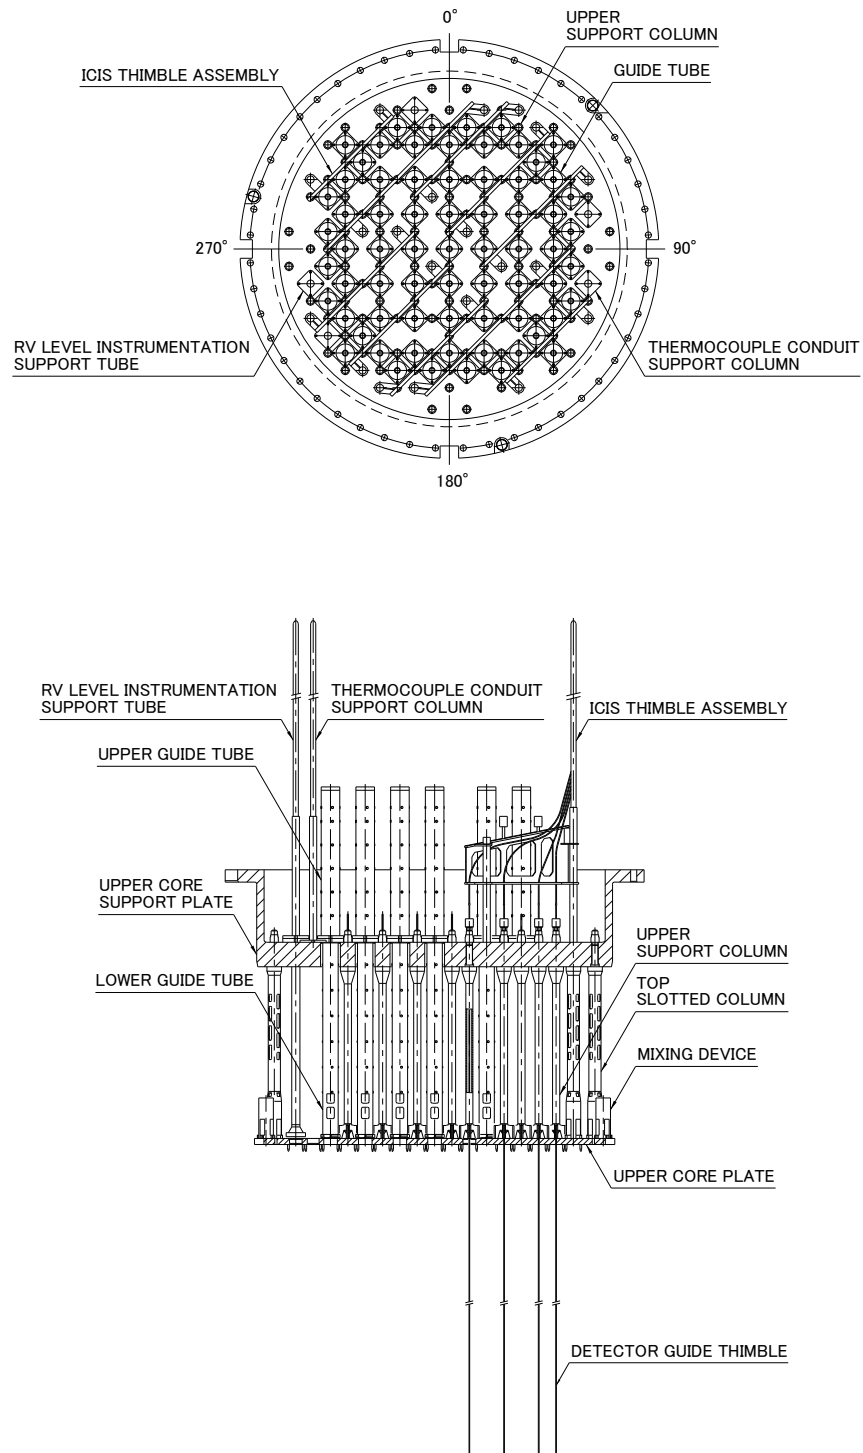 0°
UPPER
SUPPORT COLUMN
ICIS THIMBLE ASSEMBLY
GUIDE TUBE
270°
90°
RV LEVEL INSTRUMENTATION
SUPPORT TUBE
THERMOCOUPLE CONDUIT
SUPPORT COLUMN
180°
RV LEVEL INSTRUMENTATION
SUPPORT TUBE
THERMOCOUPLE CONDUIT
SUPPORT COLUMN
ICIS THIMBLE ASSEMBLY
UPPER GUIDE TUBE
UPPER CORE
SUPPORT PLATE
UPPER
SUPPORT COLUMN
LOWER GUIDE TUBE
TOP
SLOTTED COLUMN
MIXING DEVICE
UPPER CORE PLATE
DETECTOR GUIDE THIMBLE